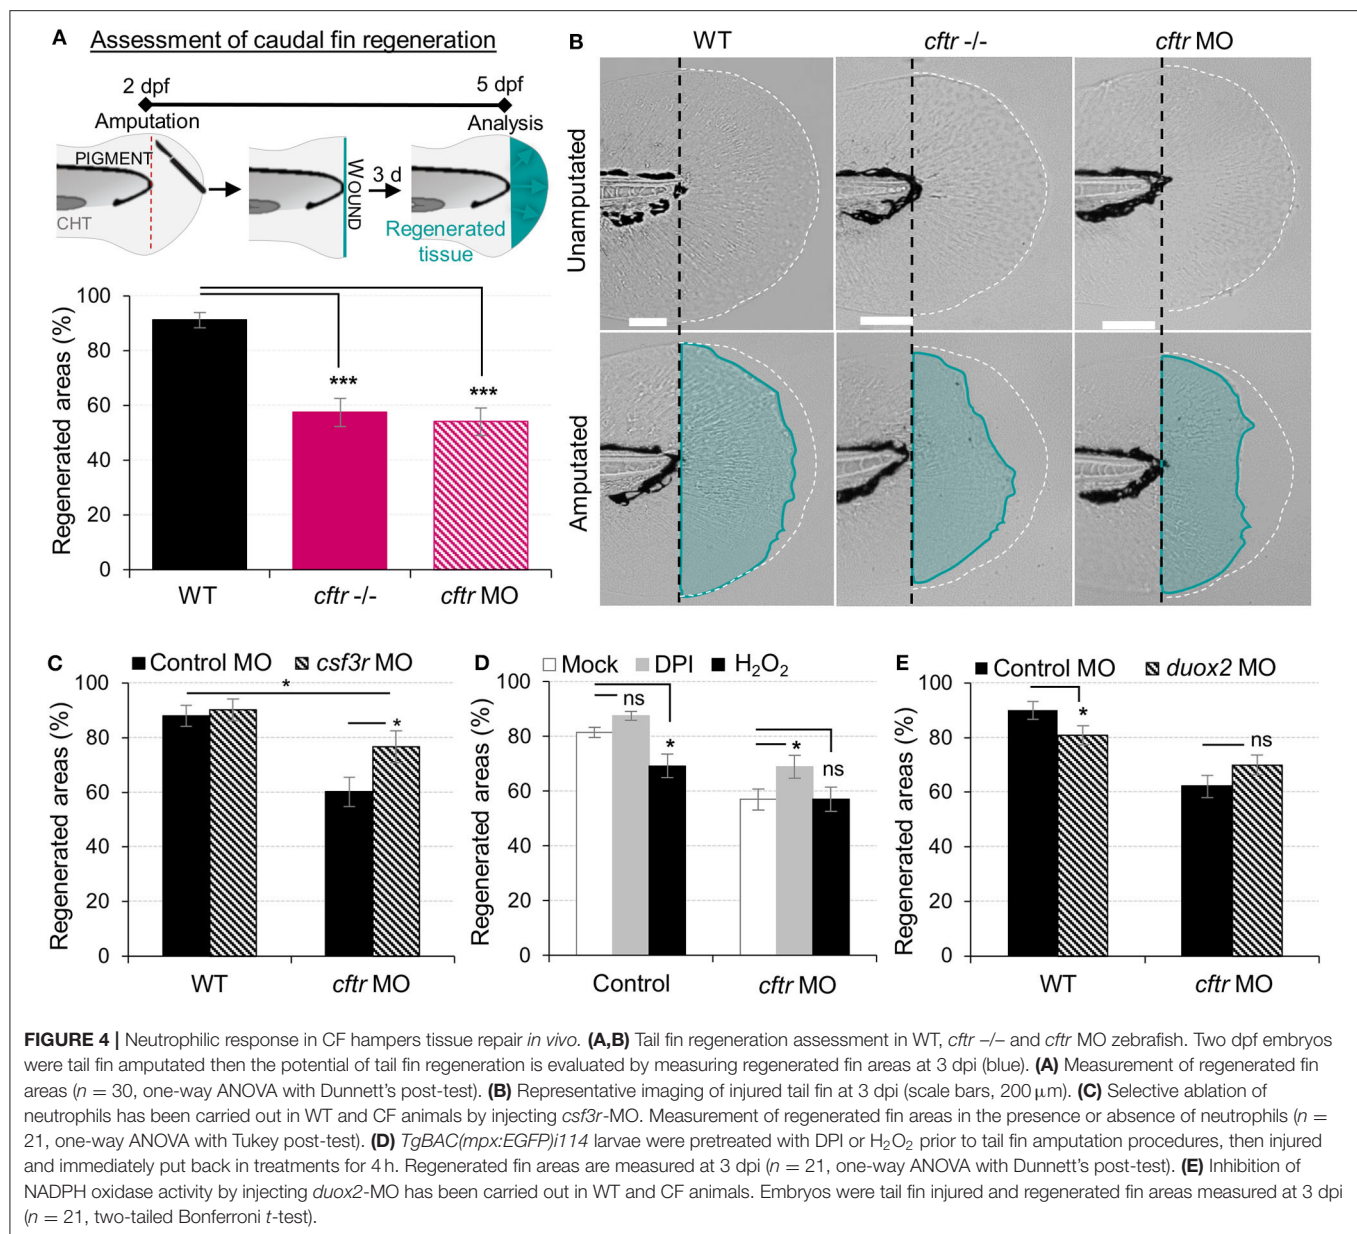 A Assessment of caudal fin regeneration
2 dpf
5 dpf
Amputation
Analysis
PIGMENT
CHT
WOUND
3 d
Regenerated
tissue
Regenerated areas (%)
100
80
60
40
20
0
***
***
WT
cftr -/-
cftr MO
B
WT
cftr -/-
cftr MO
Unamputated
Amputated
C
Control MO
csf3r MO
Regenerated areas (%)
100
80
60
40
20
0
*
*
WT
cftr MO
D
Mock
DPI
H₂O₂
Regenerated areas (%)
100
80
60
40
20
0
ns
*
*
ns
Control
cftr MO
E
Control MO
duox2 MO
Regenerated areas (%)
100
80
60
40
20
0
*
ns
WT
cftr MO
FIGURE 4 | Neutrophilic response in CF hampers tissue repair in vivo. (A,B) Tail fin regeneration assessment in WT, cftr –/– and cftr MO zebrafish. Two dpf embryos
were tail fin amputated then the potential of tail fin regeneration is evaluated by measuring regenerated fin areas at 3 dpi (blue). (A) Measurement of regenerated fin
areas (n = 30, one-way ANOVA with Dunnett's post-test). (B) Representative imaging of injured tail fin at 3 dpi (scale bars, 200 µm). (C) Selective ablation of
neutrophils has been carried out in WT and CF animals by injecting csf3r-MO. Measurement of regenerated fin areas in the presence or absence of neutrophils (n =
21, one-way ANOVA with Tukey post-test). (D) TgBAC(mpx:EGFP)i114 larvae were pretreated with DPI or H₂O₂ prior to tail fin amputation procedures, then injured
and immediately put back in treatments for 4 h. Regenerated fin areas are measured at 3 dpi (n = 21, one-way ANOVA with Dunnett's post-test). (E) Inhibition of
NADPH oxidase activity by injecting duox2-MO has been carried out in WT and CF animals. Embryos were tail fin injured and regenerated fin areas measured at 3 dpi
(n = 21, two-tailed Bonferroni t-test).